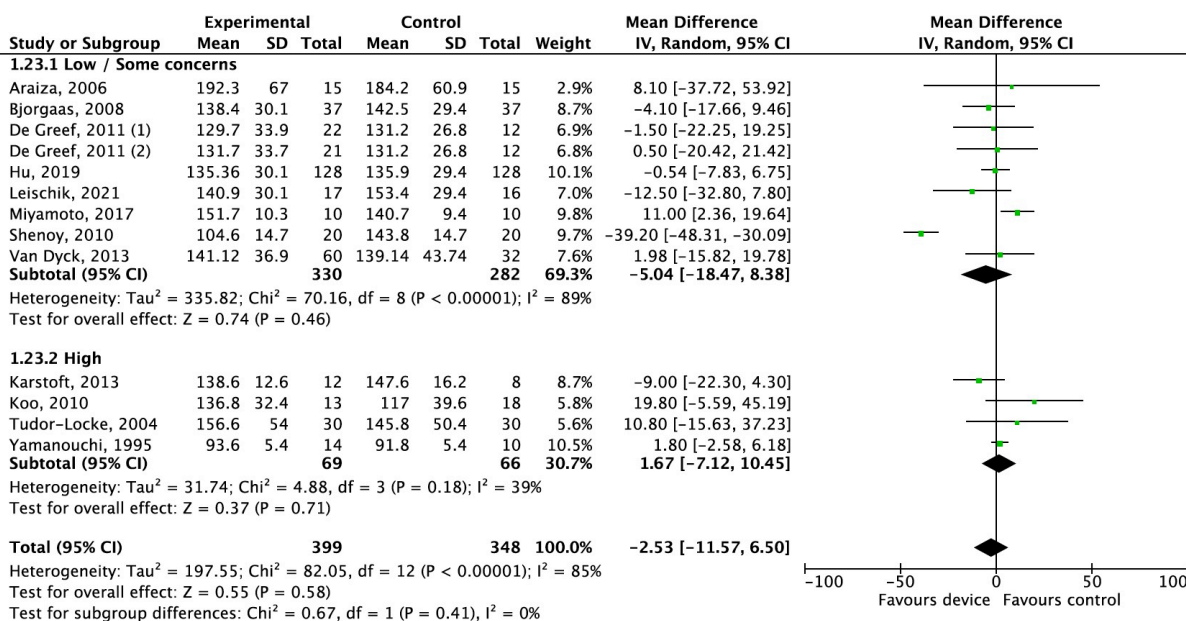 Experimental Control Mean Difference Mean Difference
Study or Subgroup Mean SD Total Mean SD Total Weight IV, Random, 95% CI IV, Random, 95% CI
1.23.1 Low / Some concerns
Araiza, 2006 192.3 67 15 184.2 60.9 15 2.9% 8.10 [-37.72, 53.92]
Bjorgaas, 2008 138.4 30.1 37 142.5 29.4 37 8.7% -4.10 [-17.66, 9.46]
De Greef, 2011 (1) 129.7 33.9 22 131.2 26.8 12 6.9% -1.50 [-22.25, 19.25]
De Greef, 2011 (2) 131.7 33.7 21 131.2 26.8 12 6.8% 0.50 [-20.42, 21.42]
Hu, 2019 135.36 30.1 128 135.9 29.4 128 10.1% -0.54 [-7.83, 6.75]
Leischik, 2021 140.9 30.1 17 153.4 29.4 16 7.0% -12.50 [-32.80, 7.80]
Miyamoto, 2017 151.7 10.3 10 140.7 9.4 10 9.8% 11.00 [2.36, 19.64]
Shenoy, 2010 104.6 14.7 20 143.8 14.7 20 9.7% -39.20 [-48.31, -30.09]
Van Dyck, 2013 141.12 36.9 60 139.14 43.74 32 7.6% 1.98 [-15.82, 19.78]
Subtotal (95% CI) 330 282 69.3% -5.04 [-18.47, 8.38]
Heterogeneity: Tau² = 335.82; Chi² = 70.16, df = 8 (P < 0.00001); I² = 89%
Test for overall effect: Z = 0.74 (P = 0.46)
1.23.2 High
Karstoft, 2013 138.6 12.6 12 147.6 16.2 8 8.7% -9.00 [-22.30, 4.30]
Koo, 2010 136.8 32.4 13 117 39.6 18 5.8% 19.80 [-5.59, 45.19]
Tudor-Locke, 2004 156.6 54 30 145.8 50.4 30 5.6% 10.80 [-15.63, 37.23]
Yamanouchi, 1995 93.6 5.4 14 91.8 5.4 10 10.5% 1.80 [-2.58, 6.18]
Subtotal (95% CI) 69 66 30.7% 1.67 [-7.12, 10.45]
Heterogeneity: Tau² = 31.74; Chi² = 4.88, df = 3 (P = 0.18); I² = 39%
Test for overall effect: Z = 0.37 (P = 0.71)
Total (95% CI) 399 348 100.0% -2.53 [-11.57, 6.50]
Heterogeneity: Tau² = 197.55; Chi² = 82.05, df = 12 (P < 0.00001); I² = 85%
Test for overall effect: Z = 0.55 (P = 0.58)
Test for subgroup differences: Chi² = 0.67, df = 1 (P = 0.41), I² = 0%
-100 -50 0 50 100
Favours device Favours control